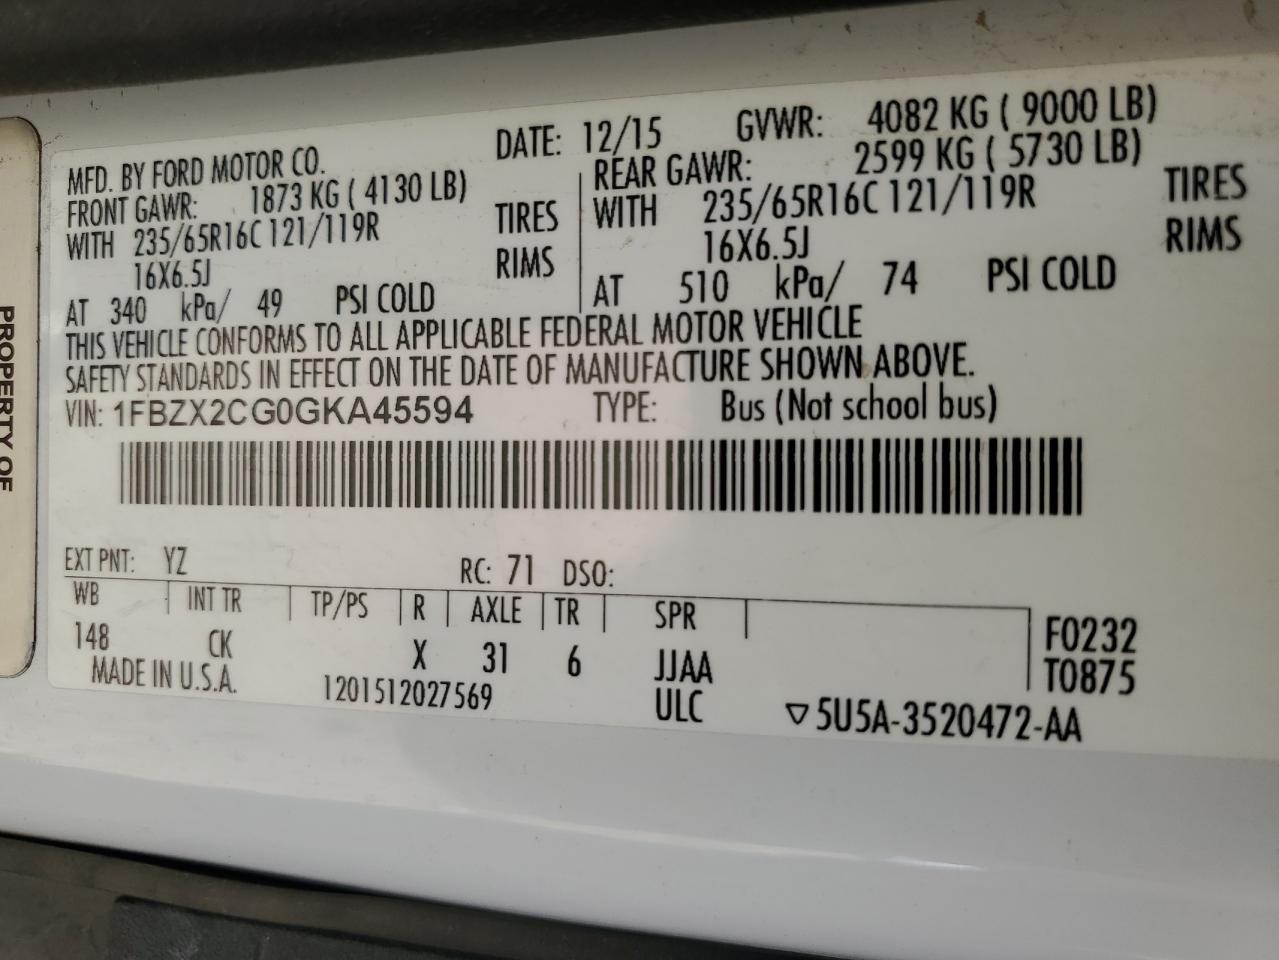 PROPERTY OF
MFD. BY FORD MOTOR CO. DATE: 12/15 GVWR: 4082 KG ( 9000 LB)
FRONT GAWR: 1873 KG ( 4130 LB) REAR GAWR: 2599 KG ( 5730 LB)
WITH 235/65R16C 121/119R TIRES WITH 235/65R16C 121/119R TIRES
16X6.5J RIMS 16X6.5J RIMS
AT 340 kPa/ 49 PSI COLD AT 510 kPa/ 74 PSI COLD
THIS VEHICLE CONFORMS TO ALL APPLICABLE FEDERAL MOTOR VEHICLE
SAFETY STANDARDS IN EFFECT ON THE DATE OF MANUFACTURE SHOWN ABOVE.
VIN: 1FBZX2CG0GKA45594 TYPE: Bus (Not school bus)
EXT PNT: YZ RC: 71 DSO:
WB INT TR TP/PS R AXLE TR SPR F0232
148 CK X 31 6 JJAA T0875
MADE IN U.S.A. 1201512027569 ULC ▽5U5A-3520472-AA